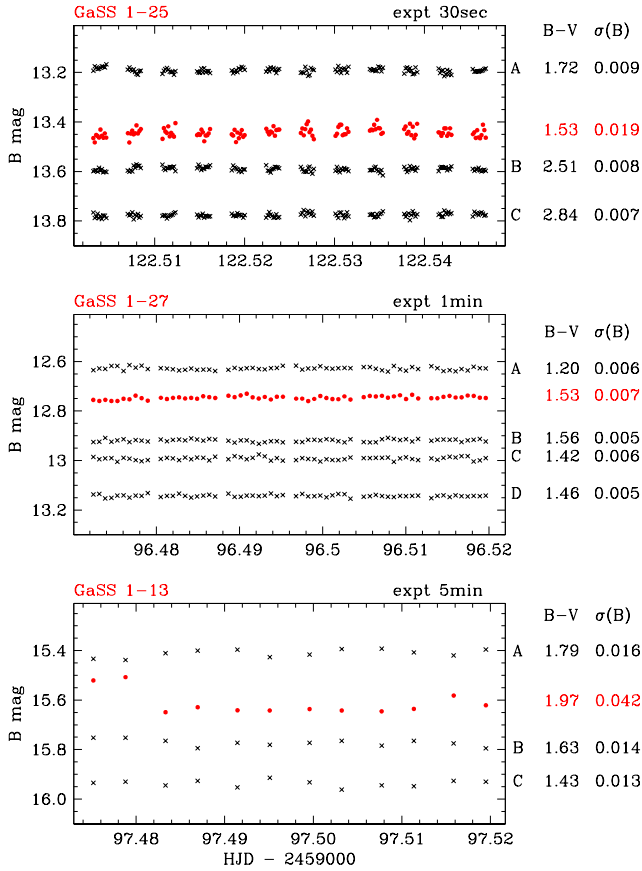 GaSS 1-25 expt 30sec
B-V σ(B)
13.2 A 1.72 0.009
13.4 1.53 0.019
B mag
13.6 B 2.51 0.008
13.8 C 2.84 0.007
122.51 122.52 122.53 122.54
GaSS 1-27 expt 1min
B-V σ(B)
12.6 A 1.20 0.006
1.53 0.007
12.8
B mag
B 1.56 0.005
13 C 1.42 0.006
D 1.46 0.005
13.2
96.48 96.49 96.5 96.51 96.52
GaSS 1-13 expt 5min
B-V σ(B)
15.4 A 1.79 0.016
15.6 1.97 0.042
B mag
15.8 B 1.63 0.014
C 1.43 0.013
16.0
97.48 97.49 97.50 97.51 97.52
HJD - 2459000